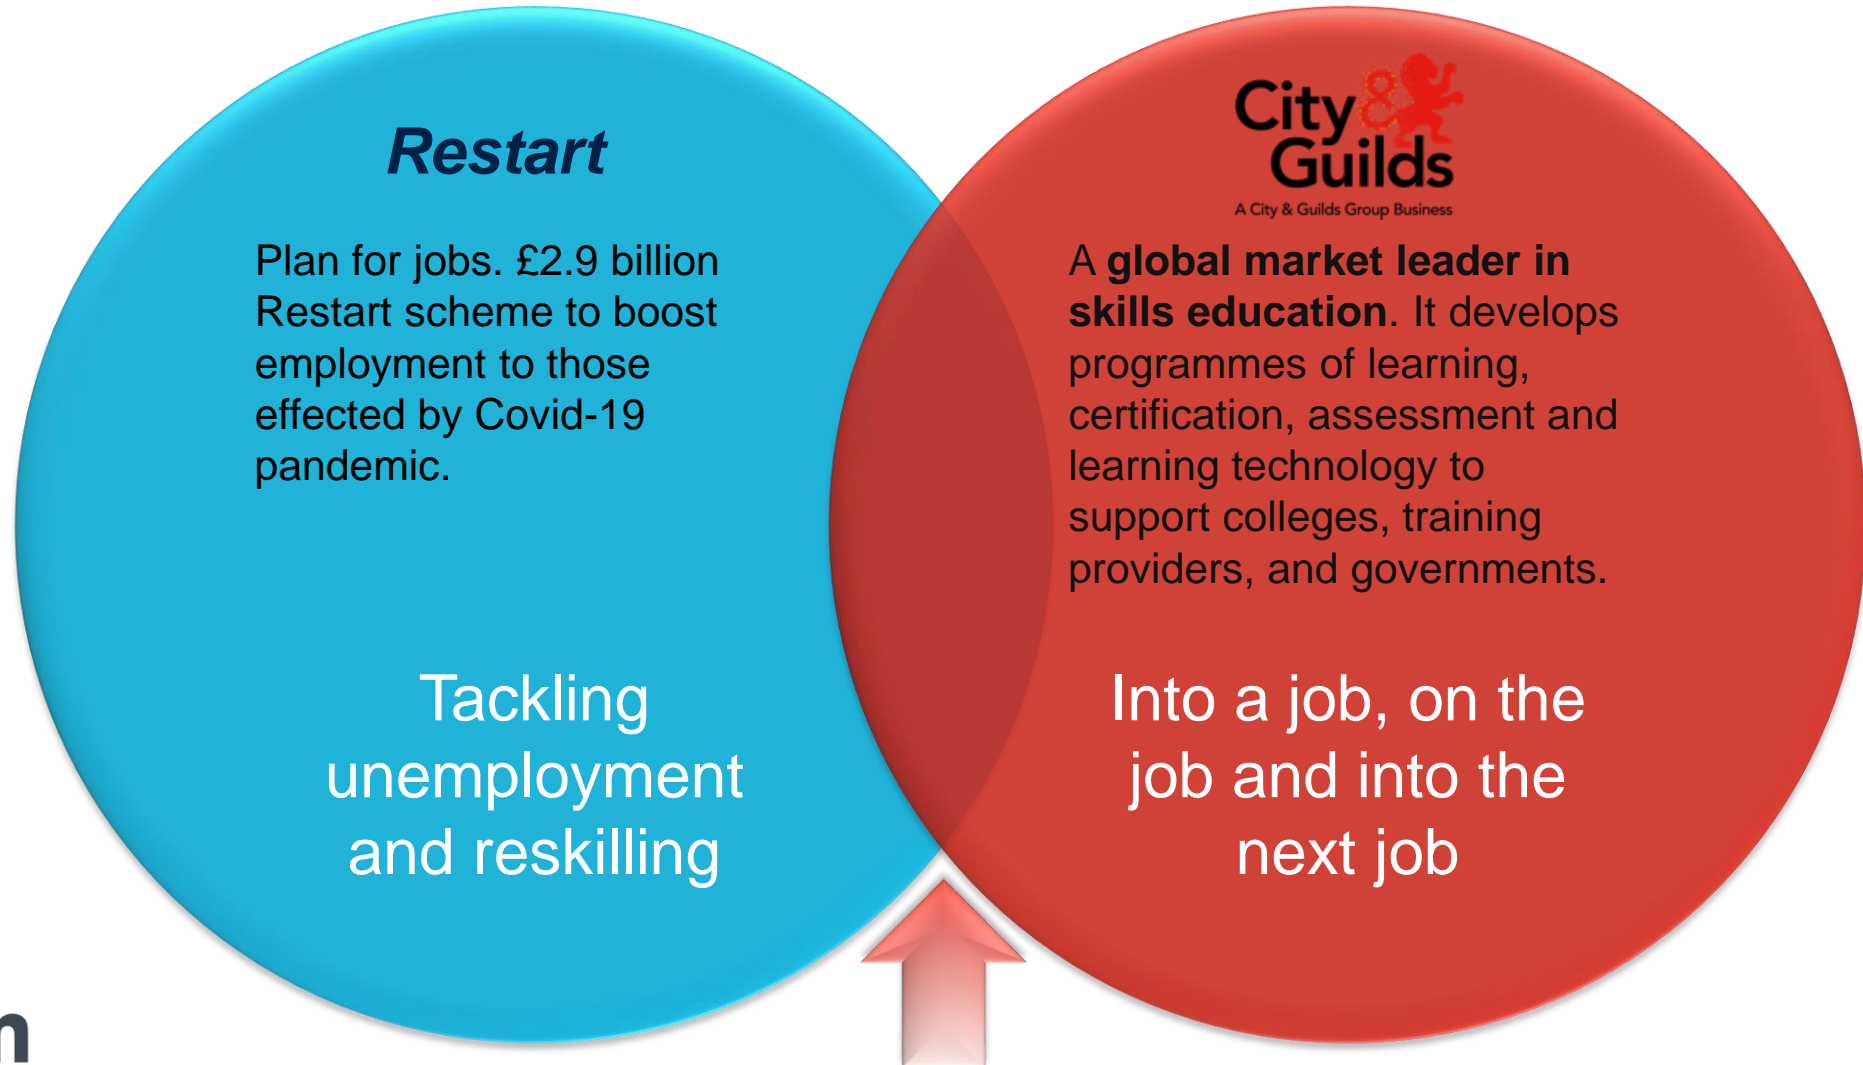 Restart
Plan for jobs. £2.9 billion
Restart scheme to boost
employment to those
effected by Covid-19
pandemic.
Tackling
unemployment
and reskilling
City &
Guilds
A City & Guilds Group Business
A global market leader in
skills education. It develops
programmes of learning,
certification, assessment and
learning technology to
support colleges, training
providers, and governments.
Into a job, on the
job and into the
next job